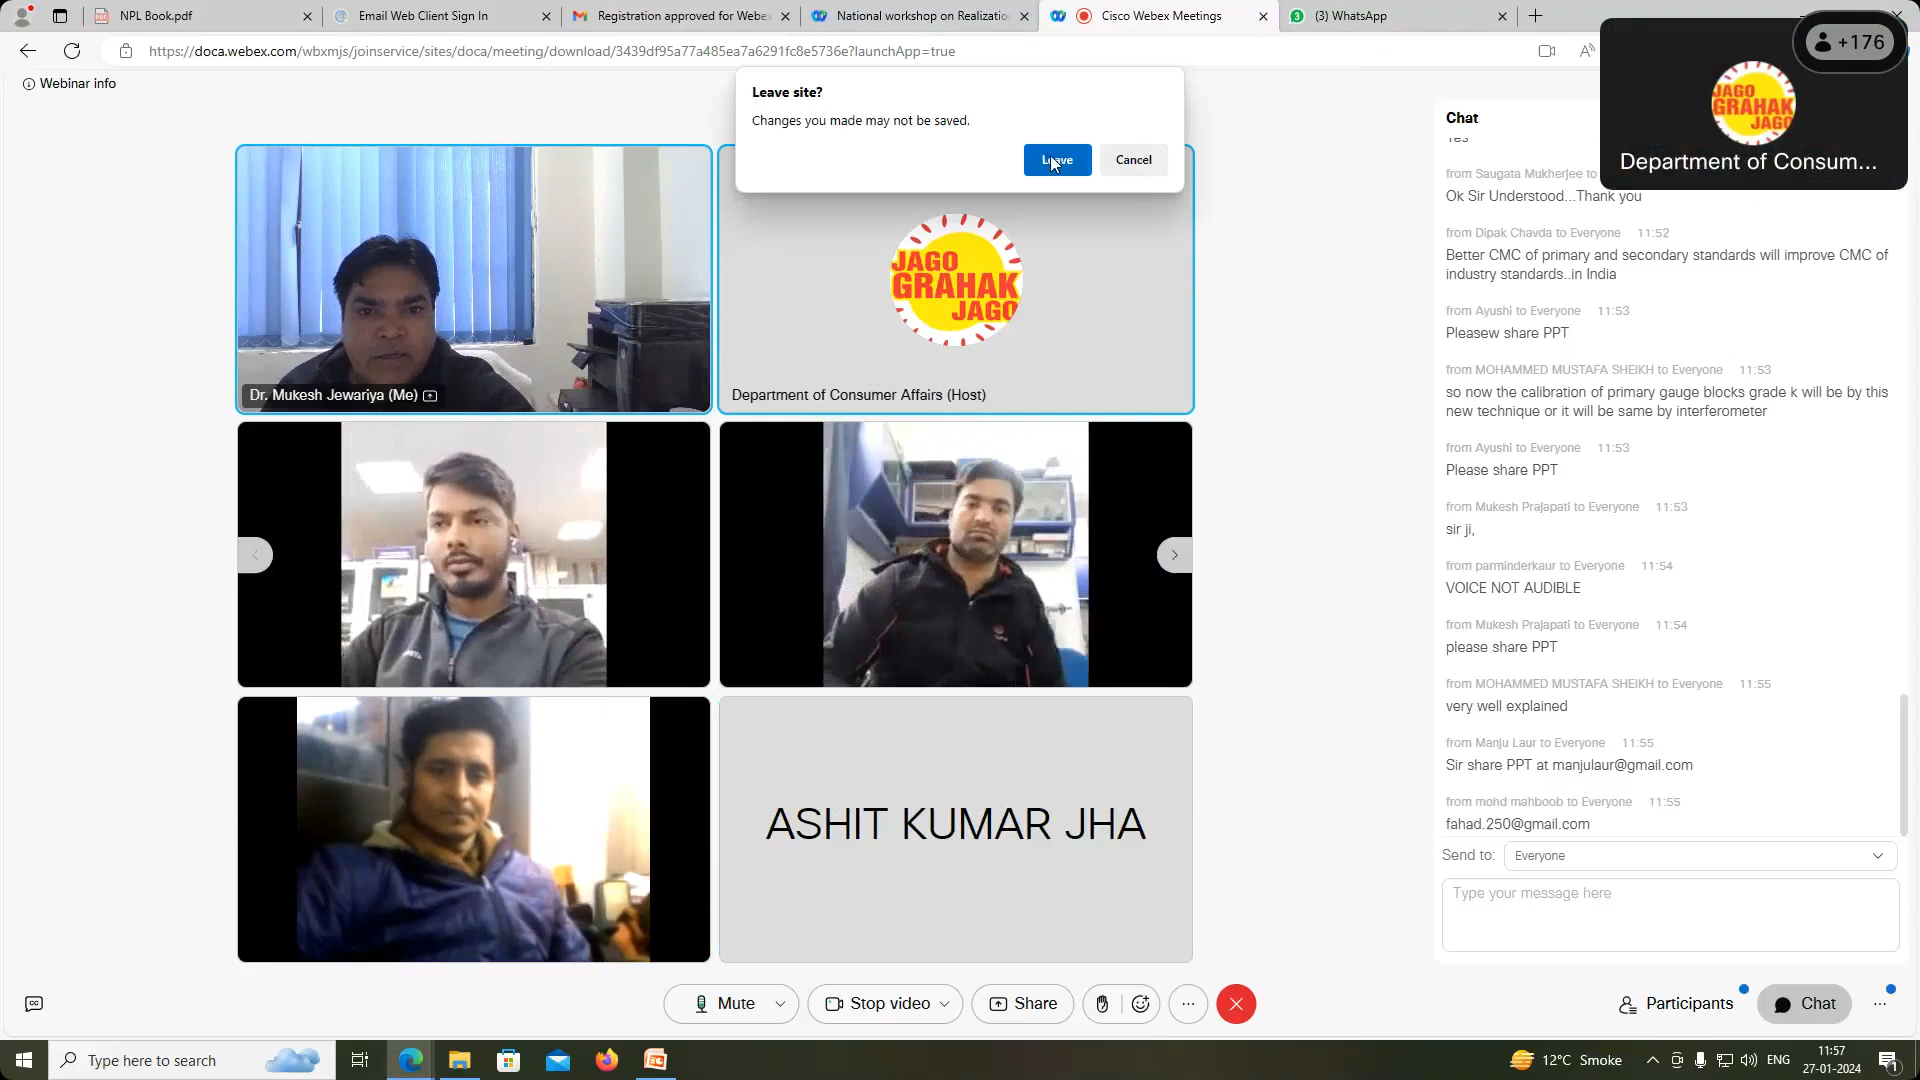 NPL Book.pdf
Email Web Client Sign In
Registration approved for Webex
National workshop on Realizatio
Cisco Webex Meetings
3
(3) WhatsApp
https://doca.webex.com/wbxmjs/joinservice/sites/doca/meeting/download/3439df95a77a485ea7a6291fc8e5736e?launchApp=true
+176
JAGO
GRAHAK
JAGO
Department of Consum...
Webinar info
Leave site?
Changes you made may not be saved.
Leave
Cancel
Dr. Mukesh Jewariya (Me)
JAGO
GRAHAK
JAGO
Department of Consumer Affairs (Host)
ASHIT KUMAR JHA
Chat
Yes
from Saugata Mukherjee to
Ok Sir Understood...Thank you
from Dipak Chavda to Everyone 11:52
Better CMC of primary and secondary standards will improve CMC of
industry standards..in India
from Ayushi to Everyone 11:53
Pleasew share PPT
from MOHAMMED MUSTAFA SHEIKH to Everyone 11:53
so now the calibration of primary gauge blocks grade k will be by this
new technique or it will be same by interferometer
from Ayushi to Everyone 11:53
Please share PPT
from Mukesh Prajapati to Everyone 11:53
sir ji,
from parminderkaur to Everyone 11:54
VOICE NOT AUDIBLE
from Mukesh Prajapati to Everyone 11:54
please share PPT
from MOHAMMED MUSTAFA SHEIKH to Everyone 11:55
very well explained
from Manju Laur to Everyone 11:55
Sir share PPT at manjulaur@gmail.com
from mohd mahboob to Everyone 11:55
fahad.250@gmail.com
Send to: Everyone
Type your message here
CC
Mute
Stop video
Share
Participants
Chat
Type here to search
12°C Smoke
ENG
11:57
27-01-2024
1